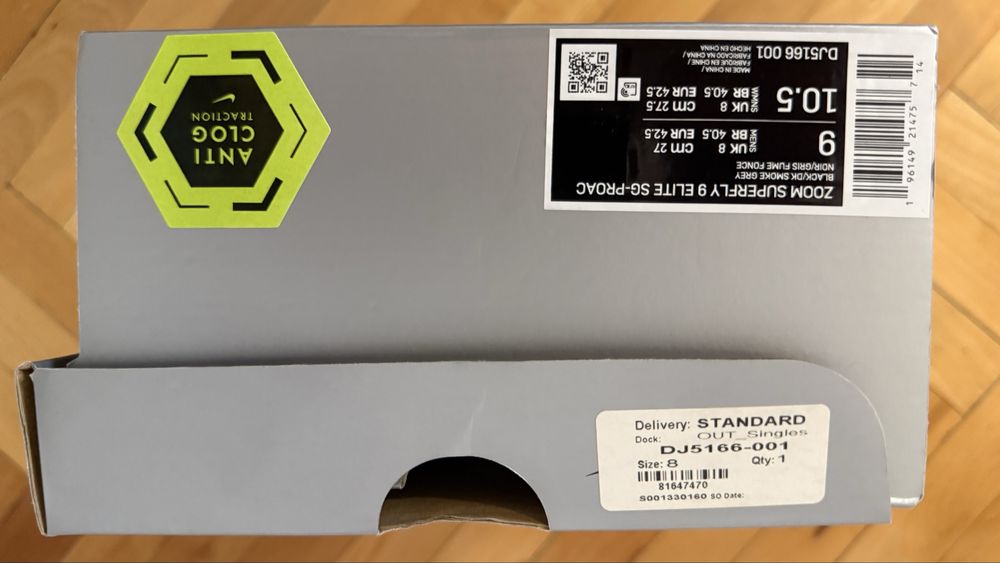 ANTI
CLOG
TRACTION
ZOOM SUPERFLY 9 ELITE SG-PROAC
BLACK/DK SMOKE GREY
NOIR/GRIS FUME FONCE
MENS
9
UK 8 cm 27
BR 40.5 EUR 42.5
WMNS
10.5
UK 8 cm 27.5
BR 40.5 EUR 42.5
MADE IN CHINA/
FABRIQUE EN CHINE/
FABRICADO NA CHINA/
HECHO EN CHINA
DJ5166 001
1 96149 21475 7 14
Delivery: STANDARD
Dock: OUT_Singles
DJ5166-001
Size: 8 Qty: 1
81647470
S001330160 SO Date: